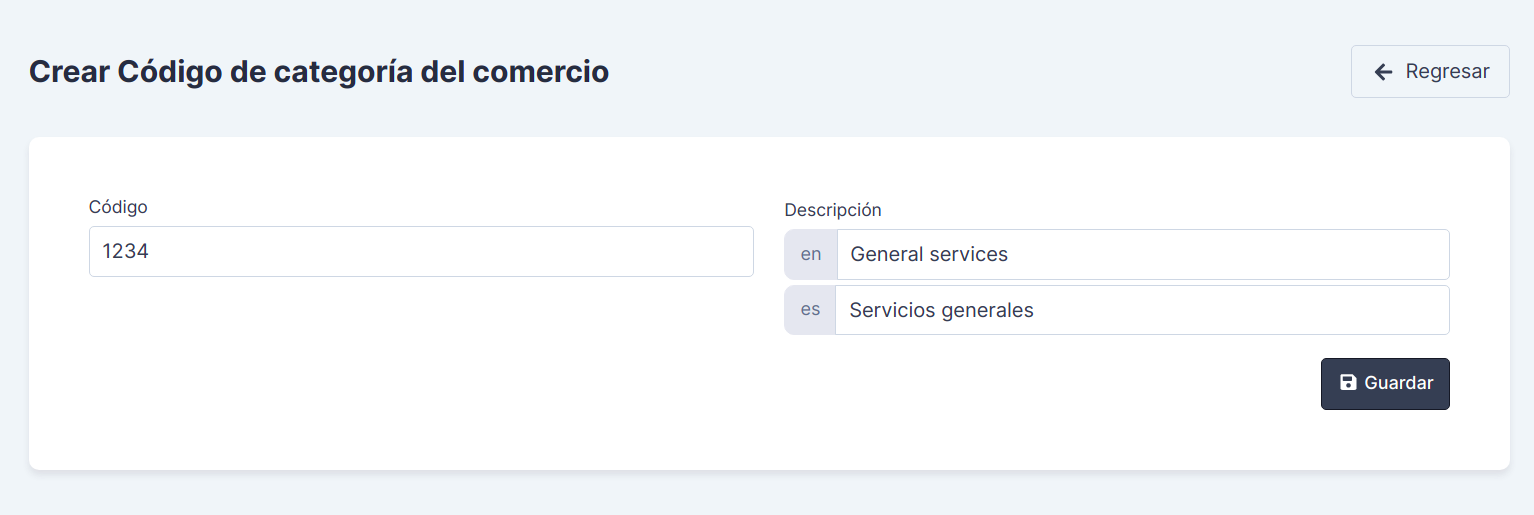 Crear Código de categoría del comercio
Regresar
Código
1234
Descripción
en General services
es Servicios generales
Guardar